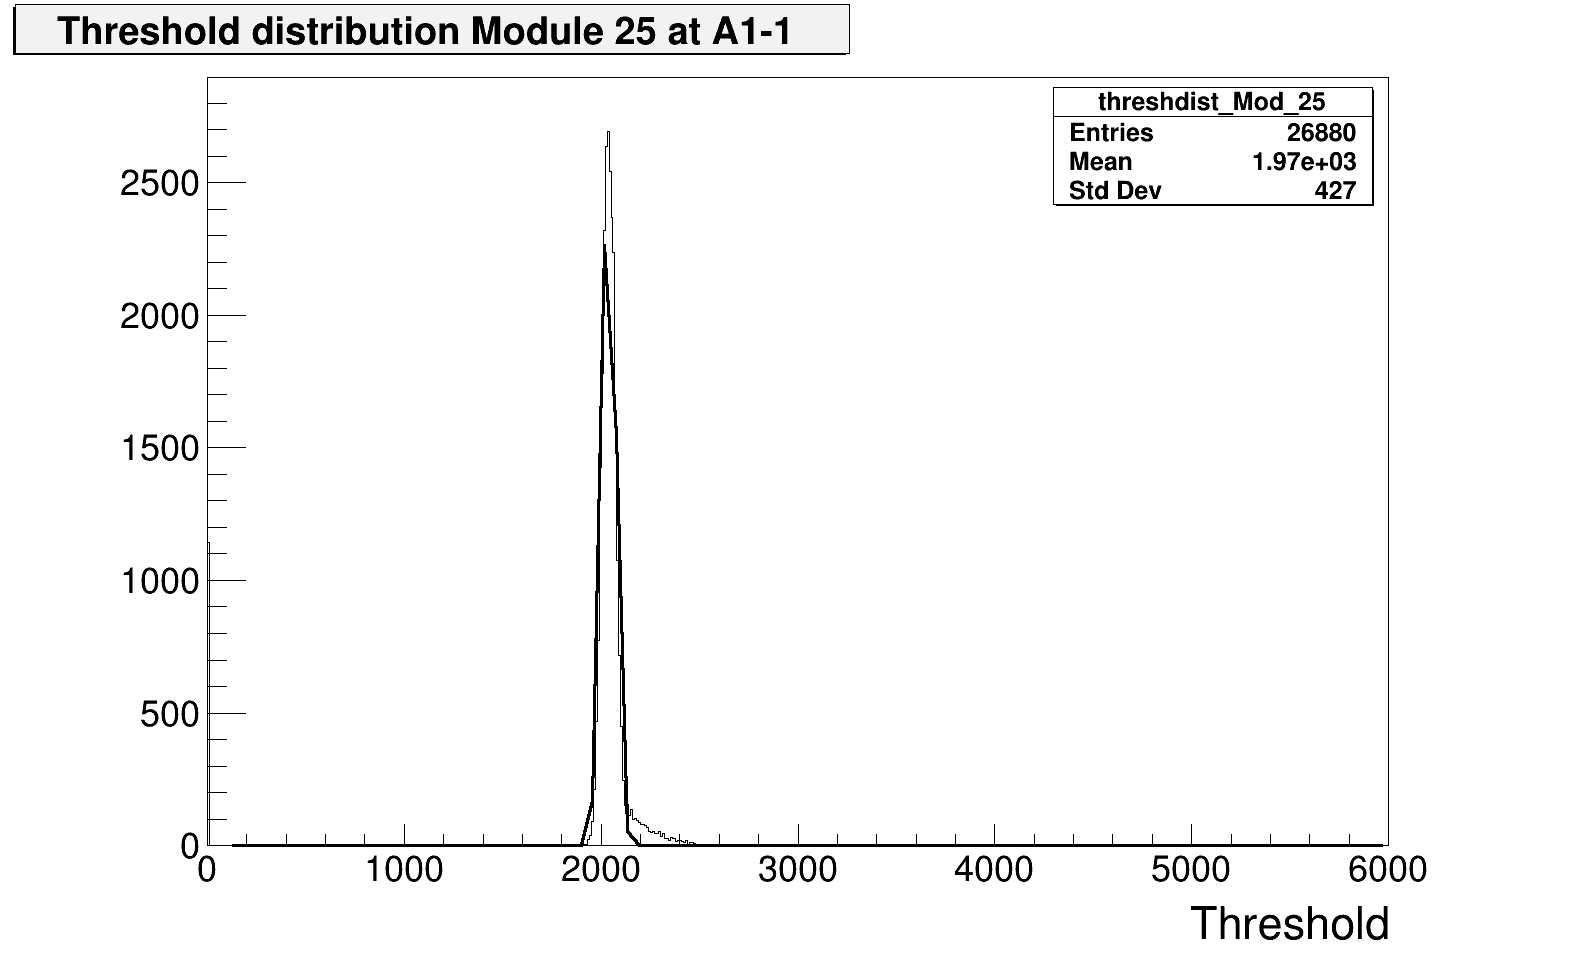 Threshold distribution Module 25 at A1-1
threshdist_Mod_25
Entries 26880
Mean 1.97e+03
Std Dev 427
2500
2000
1500
1000
500
0
0 1000 2000 3000 4000 5000 6000
Threshold